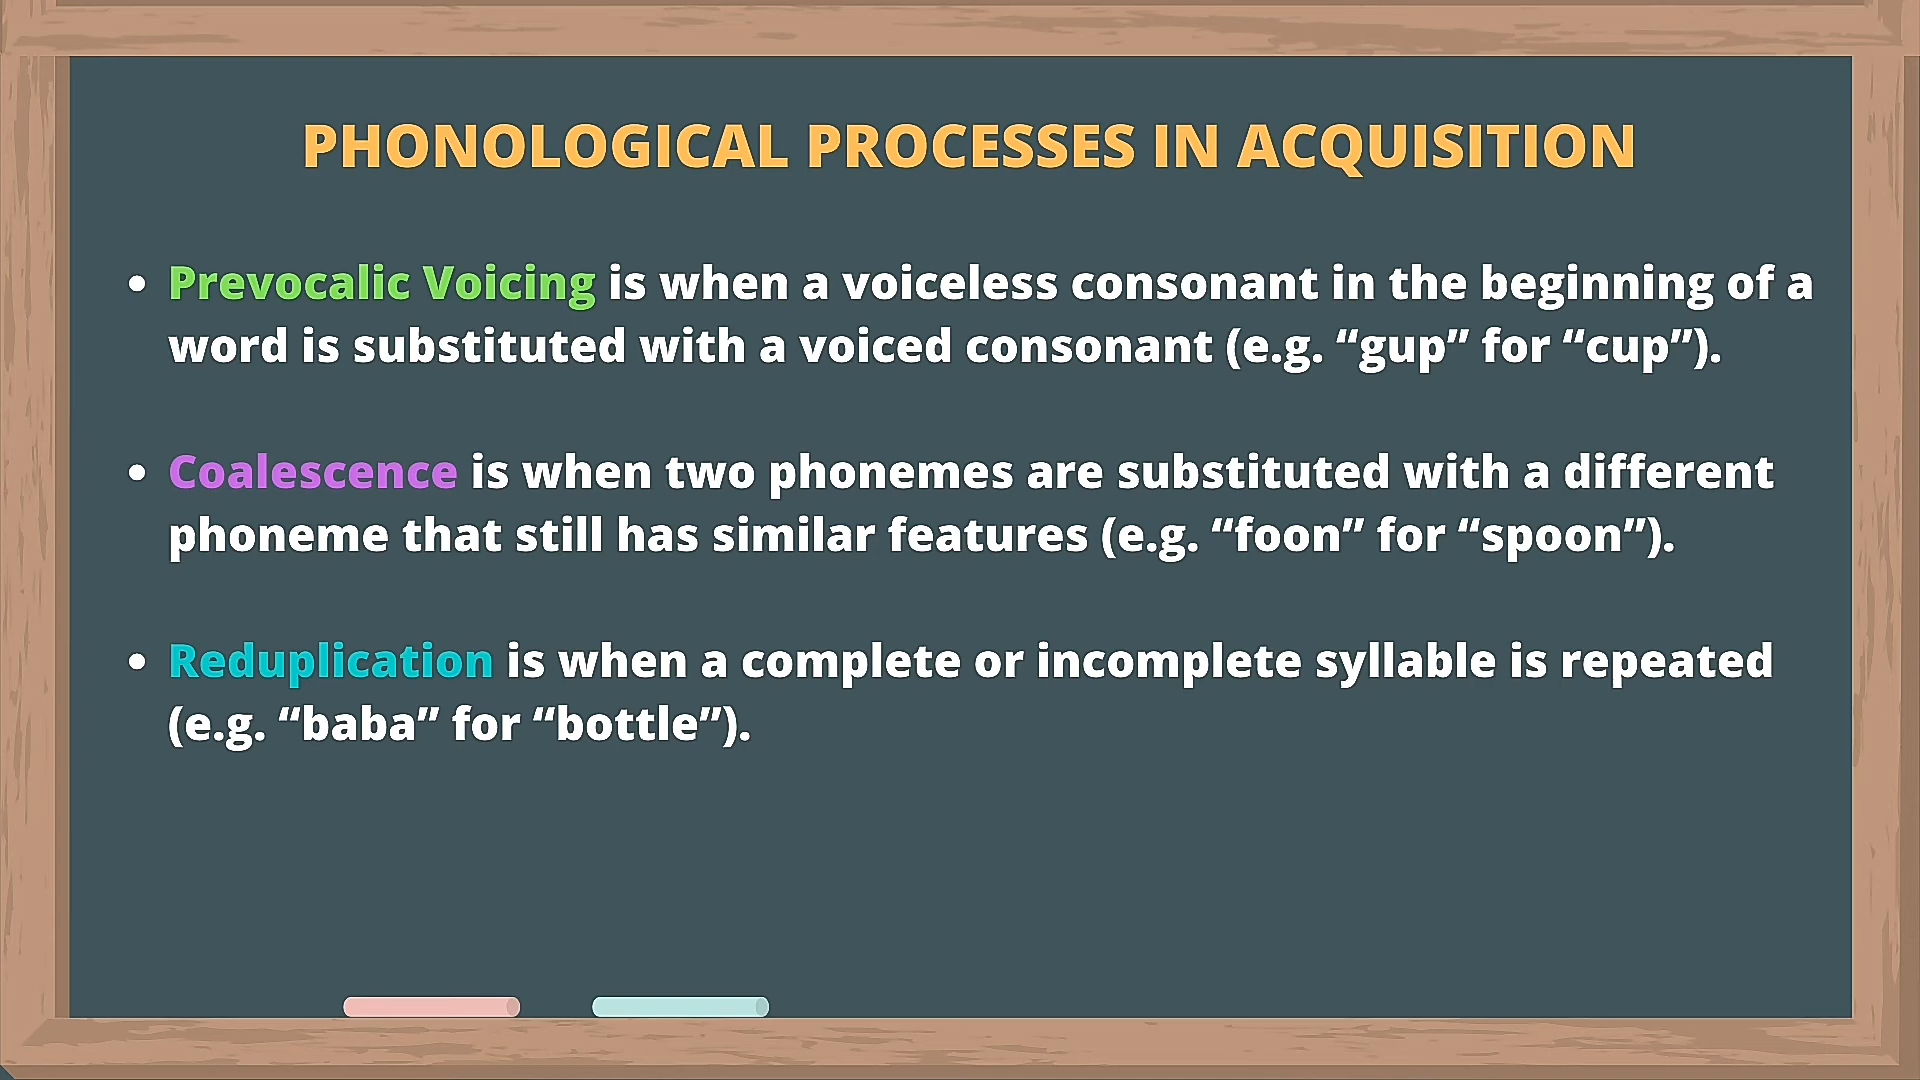 PHONOLOGICAL PROCESSES IN ACQUISITION
• Prevocalic Voicing is when a voiceless consonant in the beginning of a
word is substituted with a voiced consonant (e.g. “gup” for “cup”).
• Coalescence is when two phonemes are substituted with a different
phoneme that still has similar features (e.g. “foon” for “spoon”).
• Reduplication is when a complete or incomplete syllable is repeated
(e.g. “baba” for “bottle”).